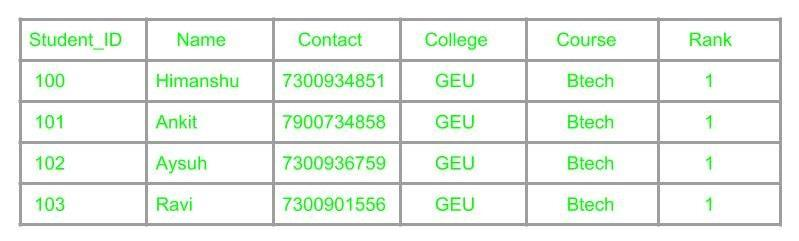 Student_ID Name Contact College Course Rank
100 Himanshu 7300934851 GEU Btech 1
101 Ankit 7900734858 GEU Btech 1
102 Aysuh 7300936759 GEU Btech 1
103 Ravi 7300901556 GEU Btech 1